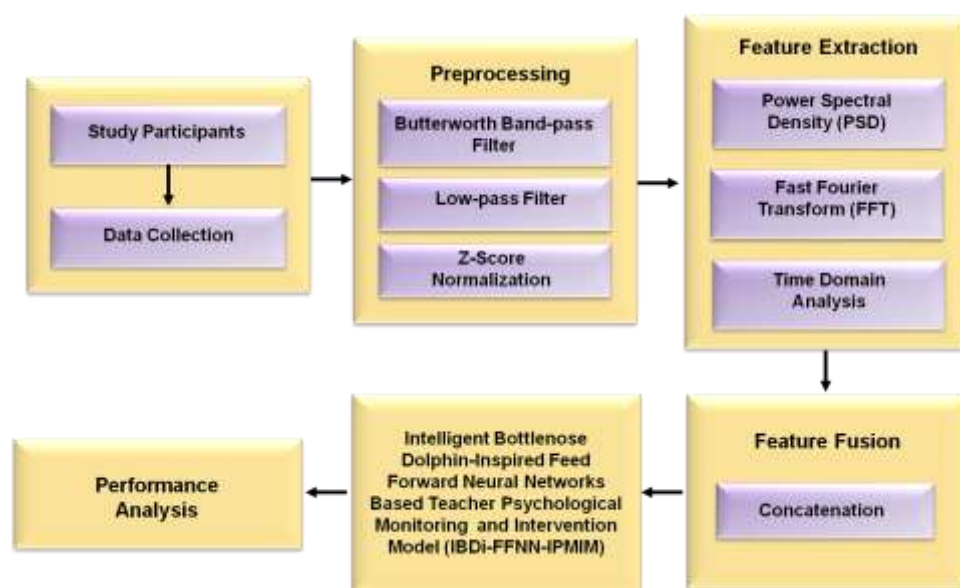 Study Participants
Data Collection
Preprocessing
Butterworth Band-pass
Filter
Low-pass Filter
Z-Score
Normalization
Feature Extraction
Power Spectral
Density (PSD)
Fast Fourier
Transform (FFT)
Time Domain
Analysis
Feature Fusion
Concatenation
Intelligent Bottlenose
Dolphin-Inspired Feed
Forward Neural Networks
Based Teacher Psychological
Monitoring and Intervention
Model (IBDi-FFNN-IPMIM)
Performance
Analysis